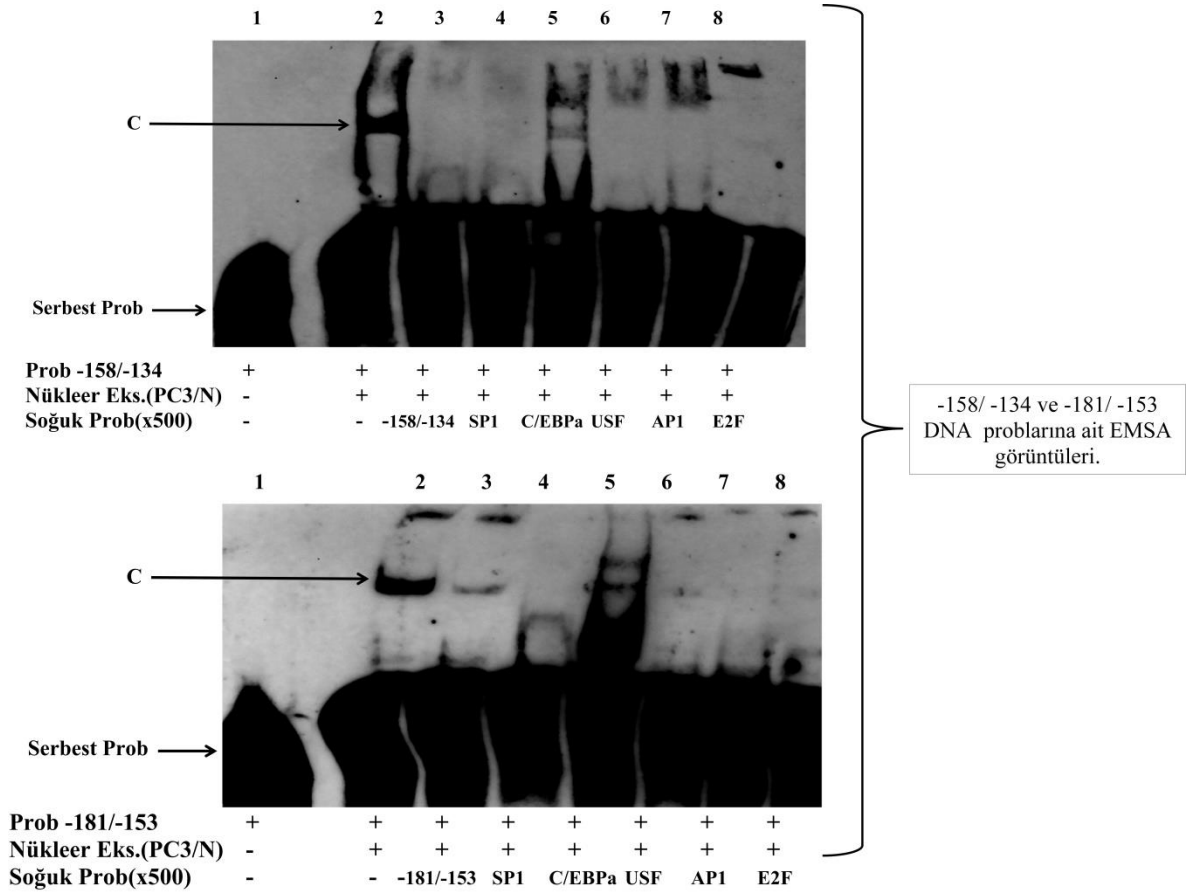 1 2 3 4 5 6 7 8
C
Serbest Prob
Prob -158/-134 + + + + + + + +
Nükleer Eks.(PC3/N) - + + + + + + +
Soğuk Prob(x500) - - -158/-134 SP1 C/EBPa USF AP1 E2F
1 2 3 4 5 6 7 8
C
Serbest Prob
Prob -181/-153 + + + + + + + +
Nükleer Eks.(PC3/N) - + + + + + + +
Soğuk Prob(x500) - - -181/-153 SP1 C/EBPa USF AP1 E2F
-158/ -134 ve -181/ -153
DNA problarına ait EMSA
görüntüleri.